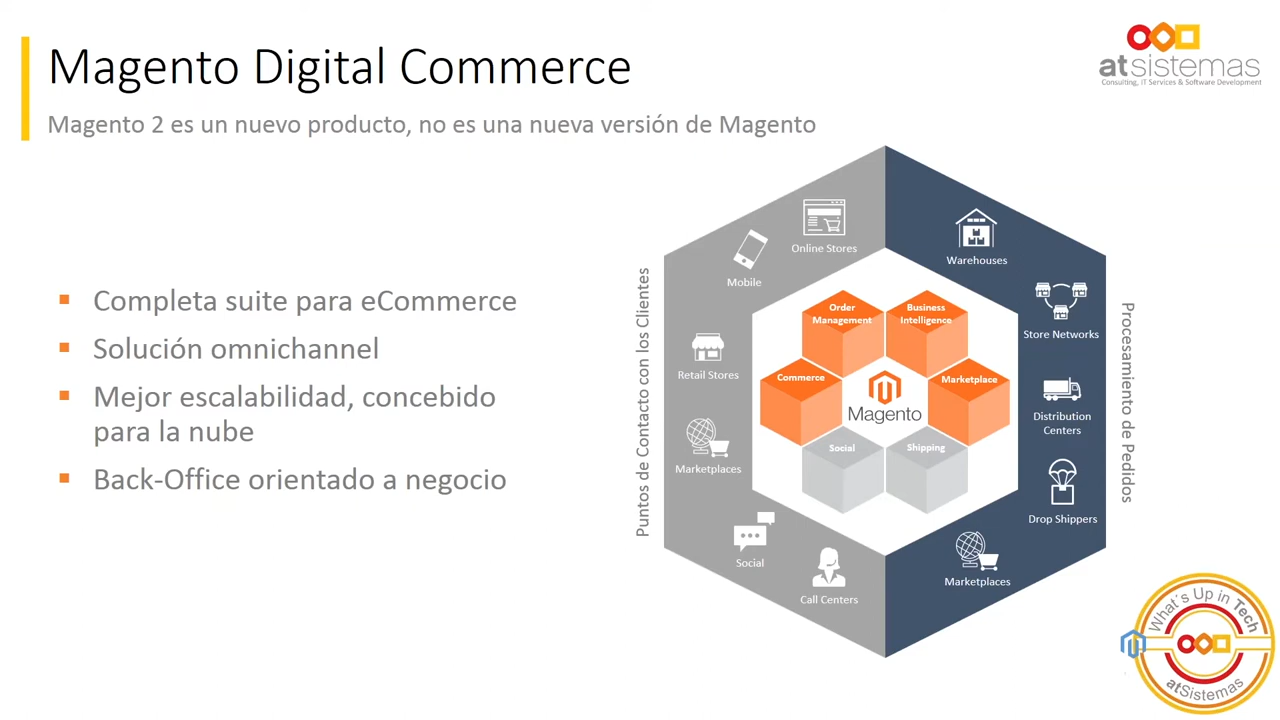 Magento Digital Commerce
Magento 2 es un nuevo producto, no es una nueva versión de Magento
atsistemas
Consulting, IT Services & Software Development
Completa suite para eCommerce
Solución omnichannel
Mejor escalabilidad, concebido
para la nube
Back-Office orientado a negocio
Puntos de Contacto con los Clientes
Online Stores
Mobile
Retail Stores
Marketplaces
Social
Call Centers
Order
Management
Business
Intelligence
Commerce
Marketplace
Magento
Social
Shipping
Warehouses
Store Networks
Distribution
Centers
Drop Shippers
Marketplaces
Procesamiento de Pedidos
What´s Up in Tech
atSistemas